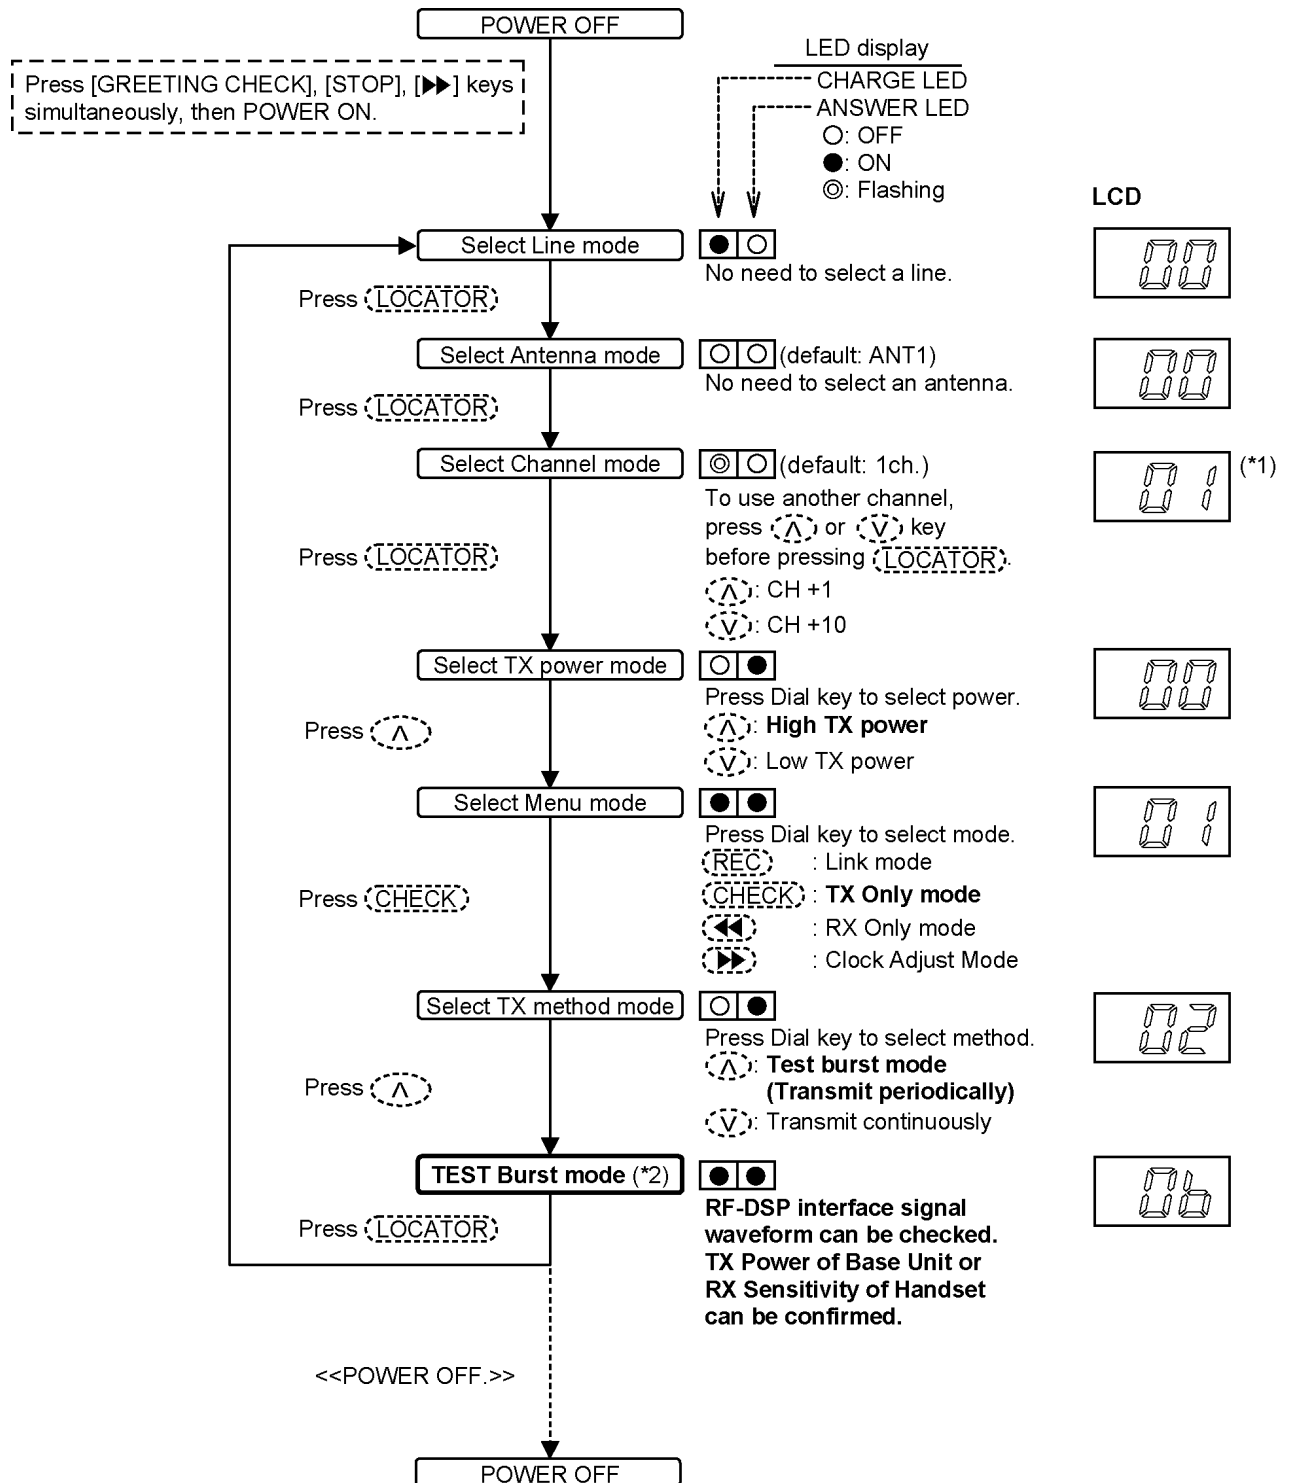 POWER OFF
Press [GREETING CHECK], [STOP], [▶▶] keys
simultaneously, then POWER ON.
LED display
CHARGE LED
ANSWER LED
○: OFF
●: ON
◎: Flashing
LCD
Select Line mode
No need to select a line.
00
Press (LOCATOR)
Select Antenna mode
(default: ANT1)
No need to select an antenna.
00
Press (LOCATOR)
Select Channel mode
(default: 1ch.)
01 (*1)
To use another channel,
press (Λ) or (V) key
before pressing (LOCATOR).
(Λ): CH +1
(V): CH +10
Press (LOCATOR)
Select TX power mode
00
Press Dial key to select power.
(Λ): High TX power
(V): Low TX power
Press (Λ)
Select Menu mode
01
Press Dial key to select mode.
(REC) : Link mode
(CHECK) : TX Only mode
(◀◀) : RX Only mode
(▶▶) : Clock Adjust Mode
Press (CHECK)
Select TX method mode
02
Press Dial key to select method.
(Λ): Test burst mode
(Transmit periodically)
(V): Transmit continuously
Press (Λ)
TEST Burst mode (*2)
0b
RF-DSP interface signal
waveform can be checked.
TX Power of Base Unit or
RX Sensitivity of Handset
can be confirmed.
Press (LOCATOR)
<<POWER OFF.>>
POWER OFF